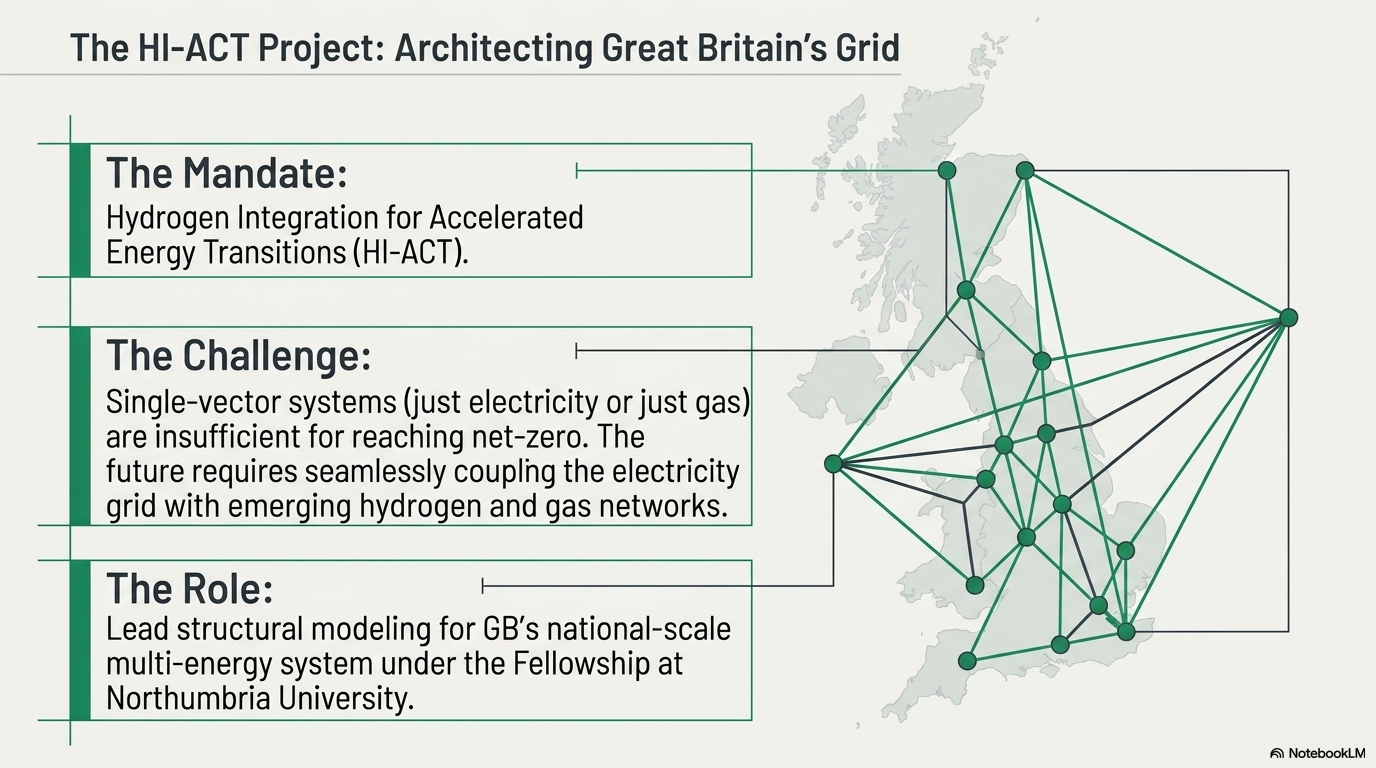 The HI-ACT Project: Architecting Great Britain's Grid
The Mandate:
Hydrogen Integration for Accelerated
Energy Transitions (HI-ACT).
The Challenge:
Single-vector systems (just electricity or just gas)
are insufficient for reaching net-zero. The
future requires seamlessly coupling the electricity
grid with emerging hydrogen and gas networks.
The Role:
Lead structural modeling for GB's national-scale
multi-energy system under the Fellowship at
Northumbria University.
NotebookLM